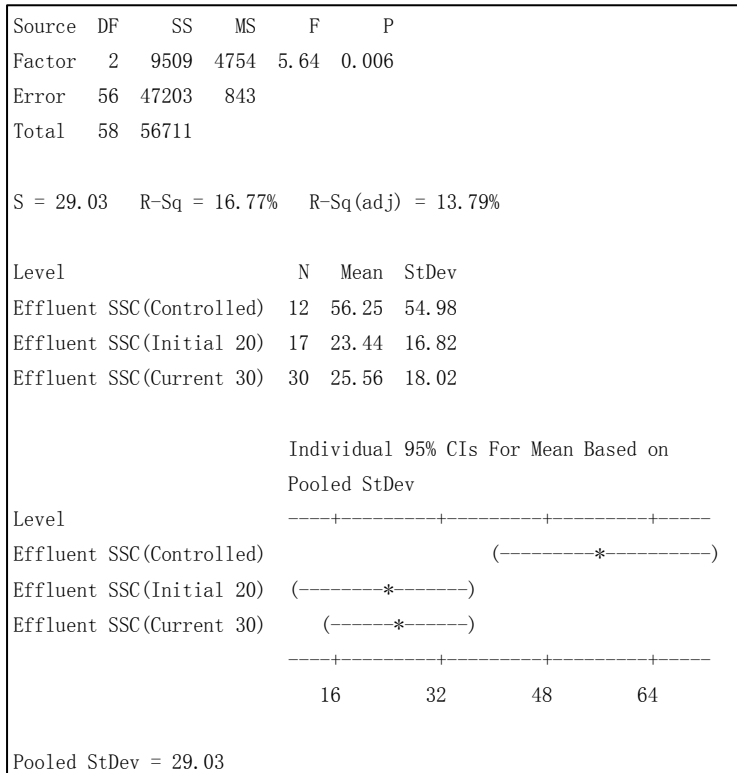 Source  DF     SS    MS     F      P
Factor   2   9509  4754  5.64  0.006
Error   56  47203   843
Total   58  56711
S = 29.03   R-Sq = 16.77%   R-Sq(adj) = 13.79%
Level                      N   Mean  StDev
Effluent SSC(Controlled)  12  56.25  54.98
Effluent SSC(Initial 20)  17  23.44  16.82
Effluent SSC(Current 30)  30  25.56  18.02
Individual 95% CIs For Mean Based on
Pooled StDev
Level                     ----+---------+---------+---------+-----
Effluent SSC(Controlled)                     (---------*----------)
Effluent SSC(Initial 20)  (--------*-------)
Effluent SSC(Current 30)     (------*------)
----+---------+---------+---------+-----
16        32        48        64
Pooled StDev = 29.03